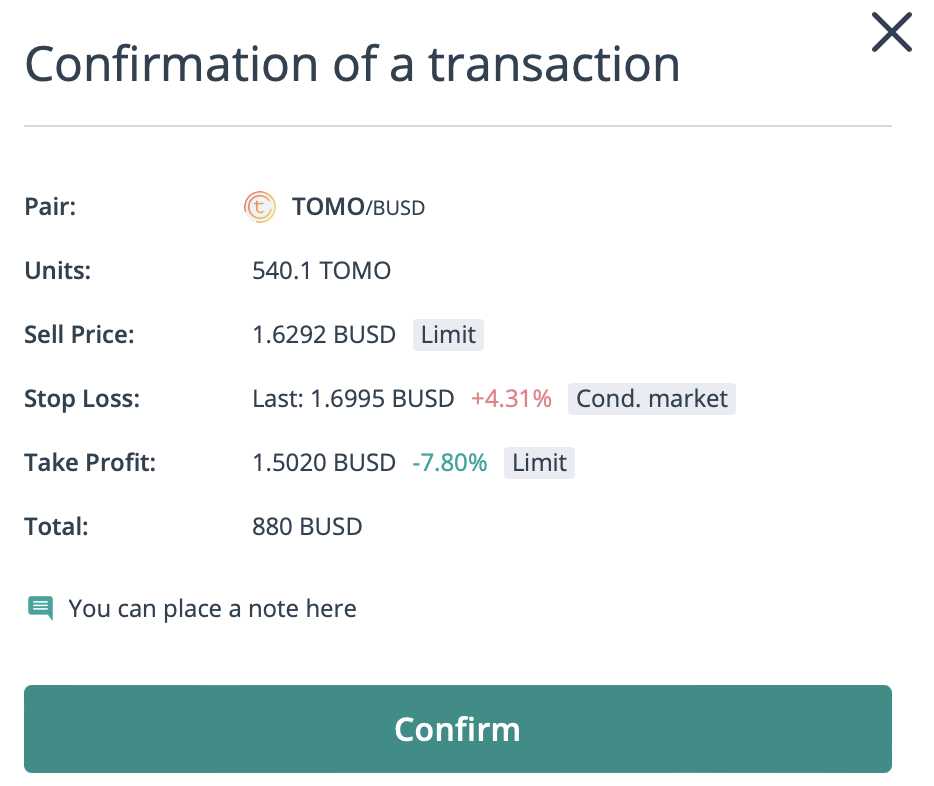 Confirmation of a transaction
Pair: TOMO/BUSD
Units: 540.1 TOMO
Sell Price: 1.6292 BUSD Limit
Stop Loss: Last: 1.6995 BUSD +4.31% Cond. market
Take Profit: 1.5020 BUSD -7.80% Limit
Total: 880 BUSD
You can place a note here
Confirm